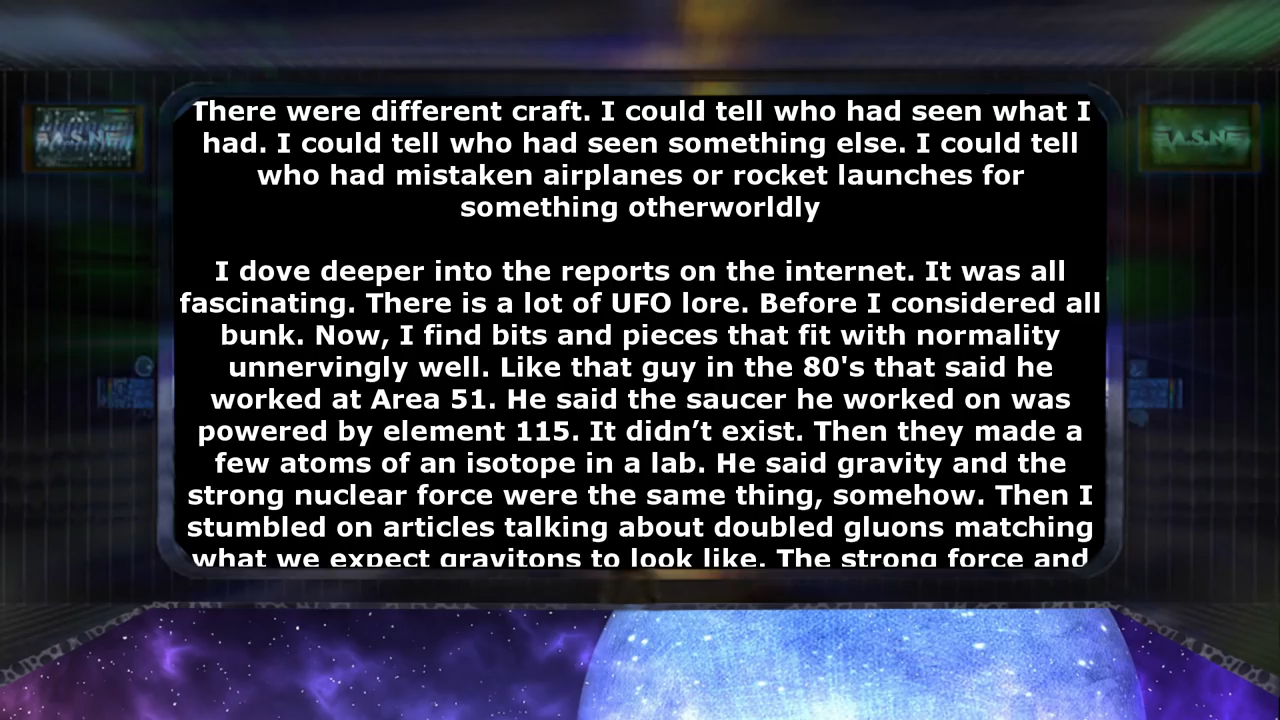 There were different craft. I could tell who had seen what I
had. I could tell who had seen something else. I could tell
who had mistaken airplanes or rocket launches for
something otherworldly
I dove deeper into the reports on the internet. It was all
fascinating. There is a lot of UFO lore. Before I considered all
bunk. Now, I find bits and pieces that fit with normality
unnervingly well. Like that guy in the 80's that said he
worked at Area 51. He said the saucer he worked on was
powered by element 115. It didn’t exist. Then they made a
few atoms of an isotope in a lab. He said gravity and the
strong nuclear force were the same thing, somehow. Then I
stumbled on articles talking about doubled gluons matching
what we expect gravitons to look like. The strong force and
A.S.N
A.S.N